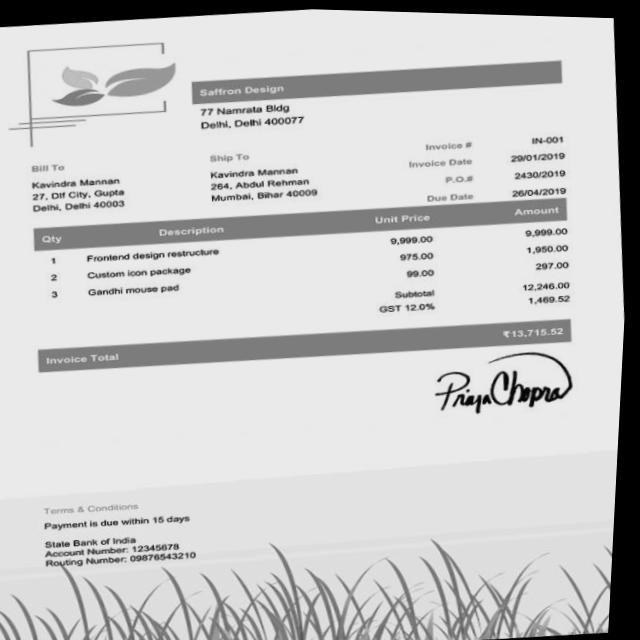 Saffron Design
77 Namrata Bldg
Delhi, Delhi 400077
Bill To
Kavindra Mannan
27, Dlf City, Gupta
Delhi, Delhi 40003
Ship To
Kavindra Mannan
264, Abdul Rehman
Mumbai, Bihar 40009
Invoice # IN-001
Invoice Date 29/01/2019
P.O.# 2430/2019
Due Date 26/04/2019
Qty Description Unit Price Amount
1 Frontend design restructure 9,999.00 9,999.00
2 Custom icon package 975.00 1,950.00
3 Gandhi mouse pad 99.00 297.00
Subtotal 12,246.00
GST 12.0% 1,469.52
Invoice Total ₹13,715.52
Priya Chopra
Terms & Conditions
Payment is due within 15 days
State Bank of India
Account Number: 12345678
Routing Number: 09876543210